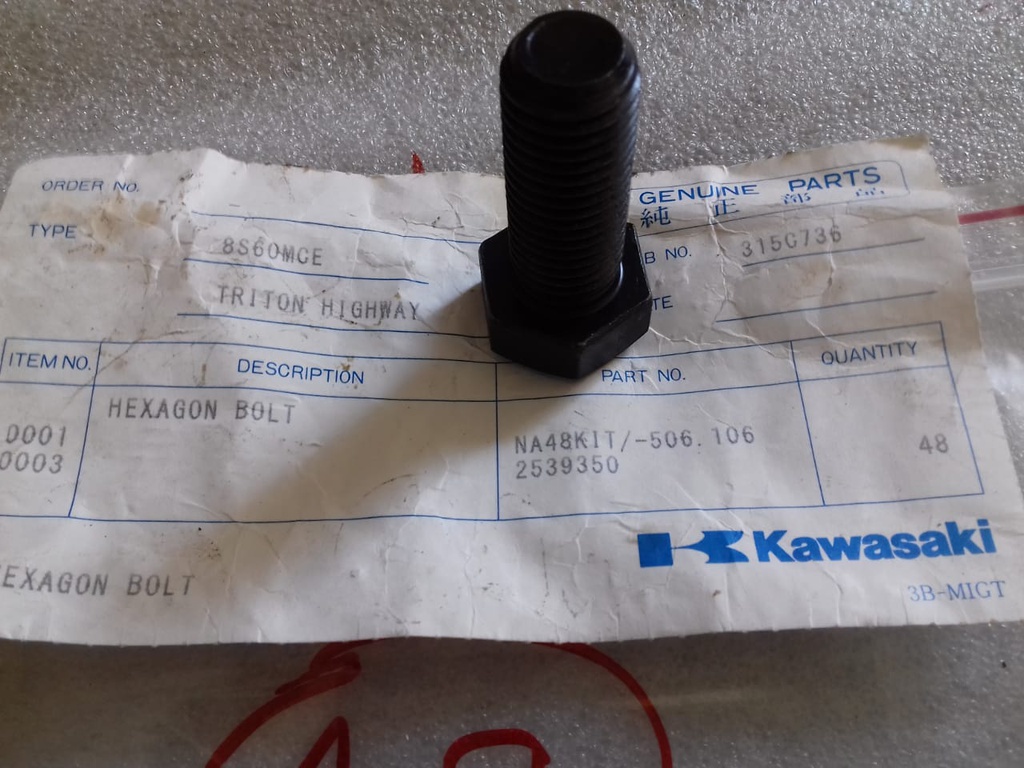 GENUINE PARTS
純 正 部 品
ORDER NO.
TYPE 8S60MCE
B NO. 315C736
TRITON HIGHWAY
TE
ITEM NO. DESCRIPTION PART NO. QUANTITY
HEXAGON BOLT
0001 NA48KIT/-506.106 48
0003 2539350
Kawasaki
EXAGON BOLT
3B-MIGT